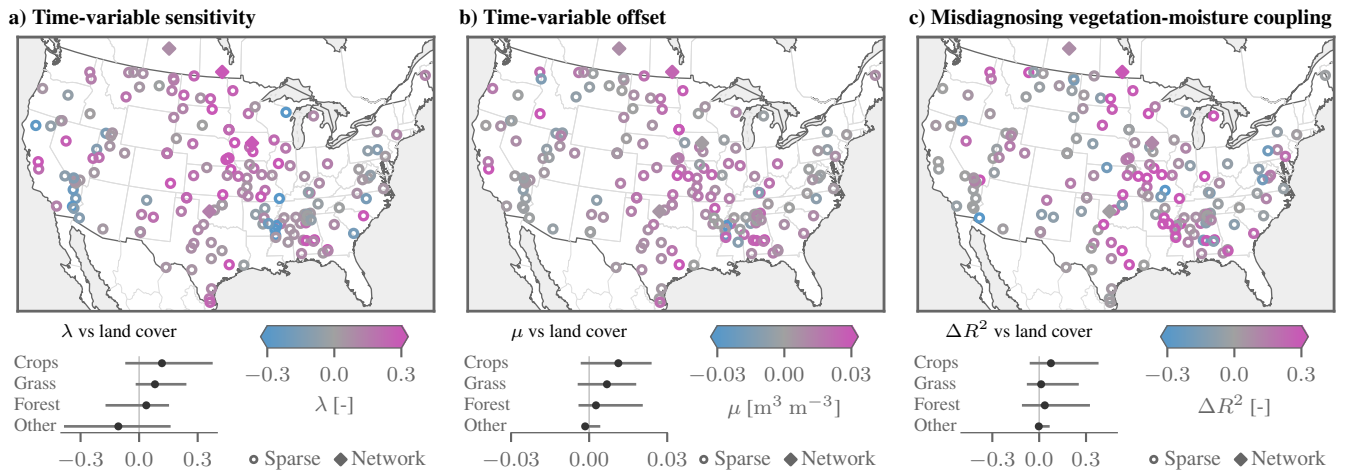 a) Time-variable sensitivity
b) Time-variable offset
c) Misdiagnosing vegetation-moisture coupling
λ vs land cover
Crops
Grass
Forest
Other
−0.3 0.0 0.3
−0.3 0.0 0.3
λ [-]
Sparse Network
μ vs land cover
Crops
Grass
Forest
Other
−0.03 0.00 0.03
−0.03 0.00 0.03
μ [m³ m⁻³]
Sparse Network
ΔR² vs land cover
Crops
Grass
Forest
Other
−0.3 0.0 0.3
−0.3 0.0 0.3
ΔR² [-]
Sparse Network